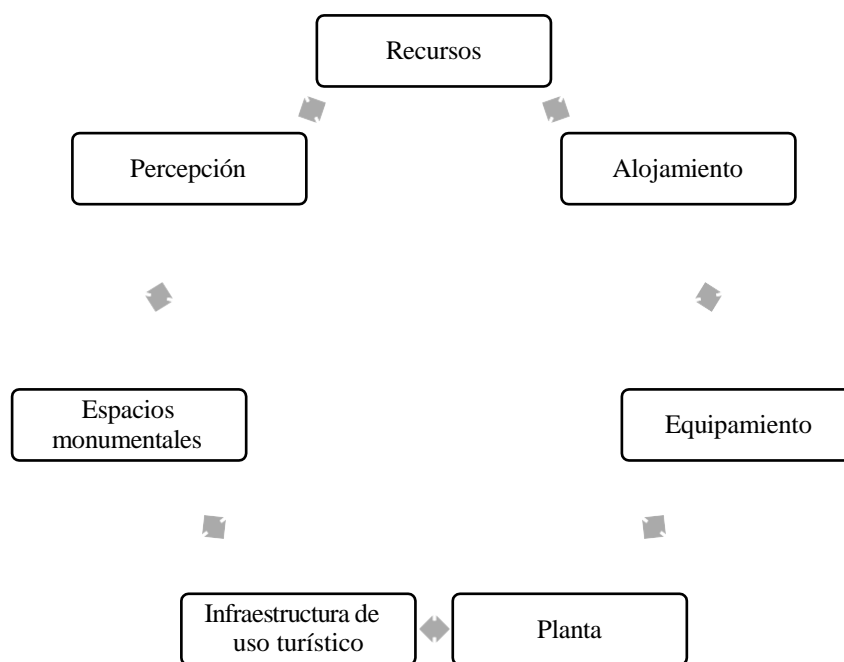 Recursos
Percepción
Alojamiento
Espacios
monumentales
Equipamiento
Infraestructura de
uso turístico
Planta